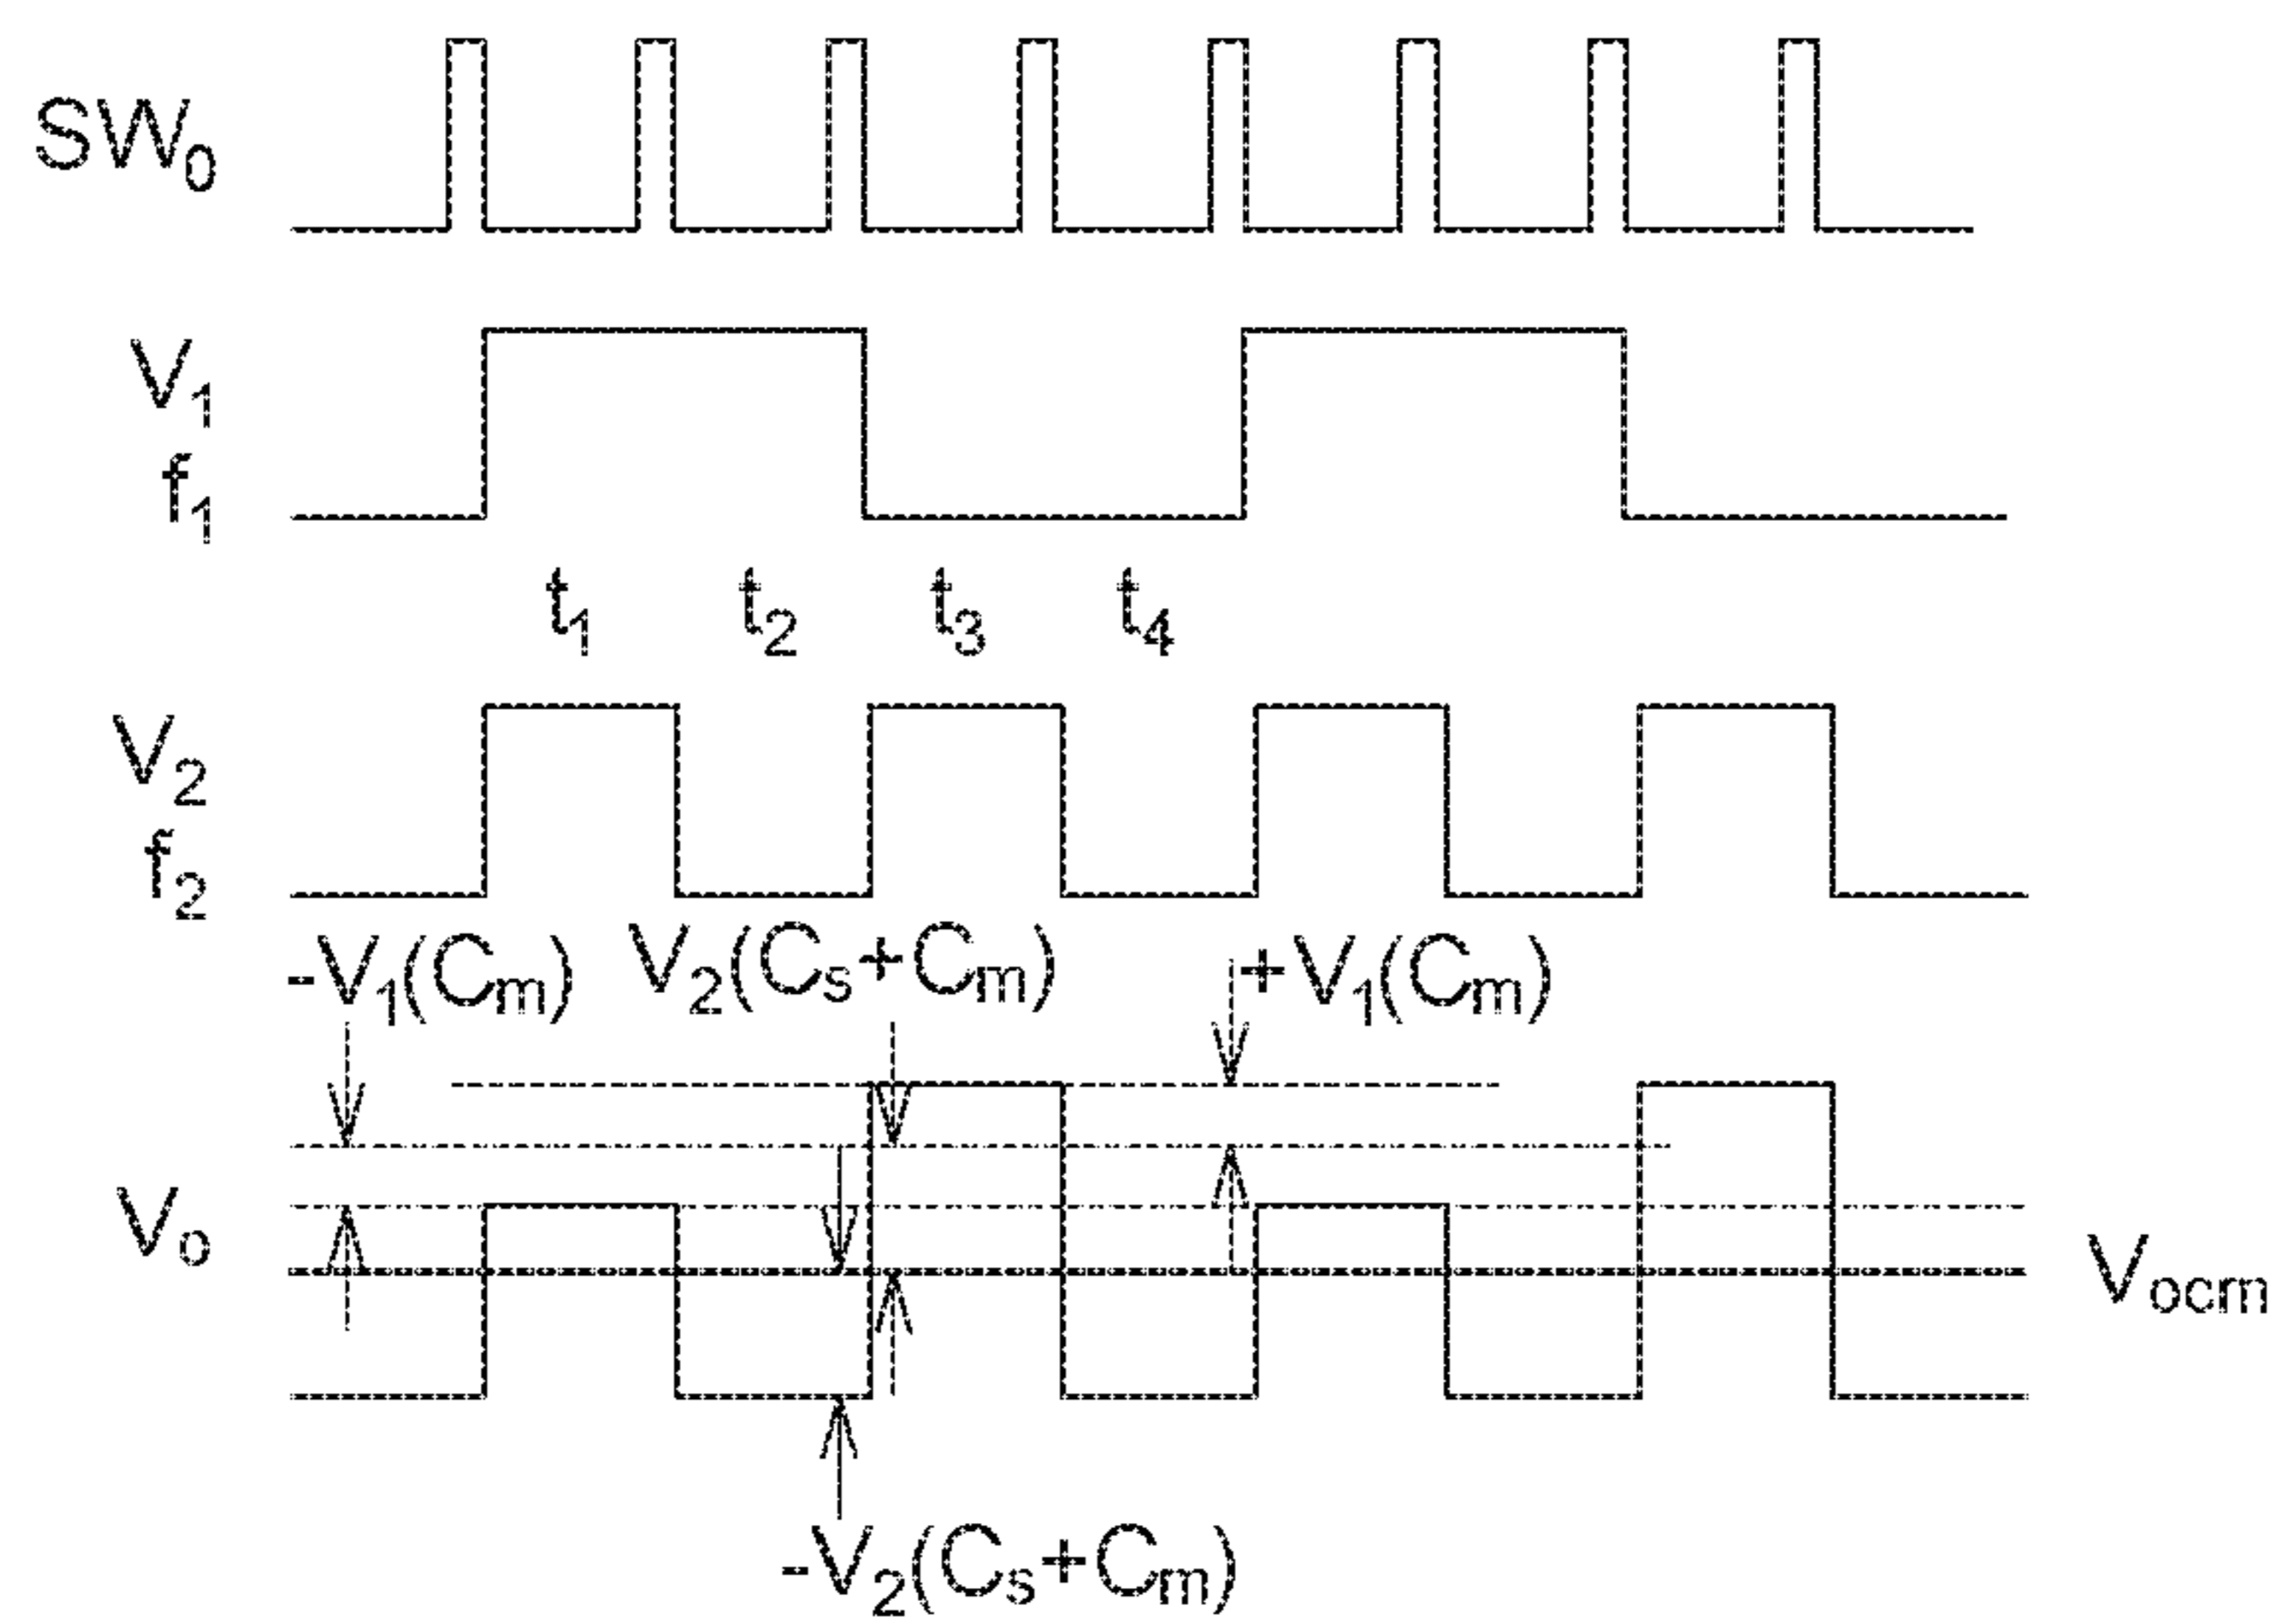 SW₀
V₁
f₁
t₁ t₂ t₃ t₄
V₂
f₂
-V₁(Cₘ) V₂(Cₛ+Cₘ) +V₁(Cₘ)
Vₒ
Vocm
-V₂(Cₛ+Cₘ)